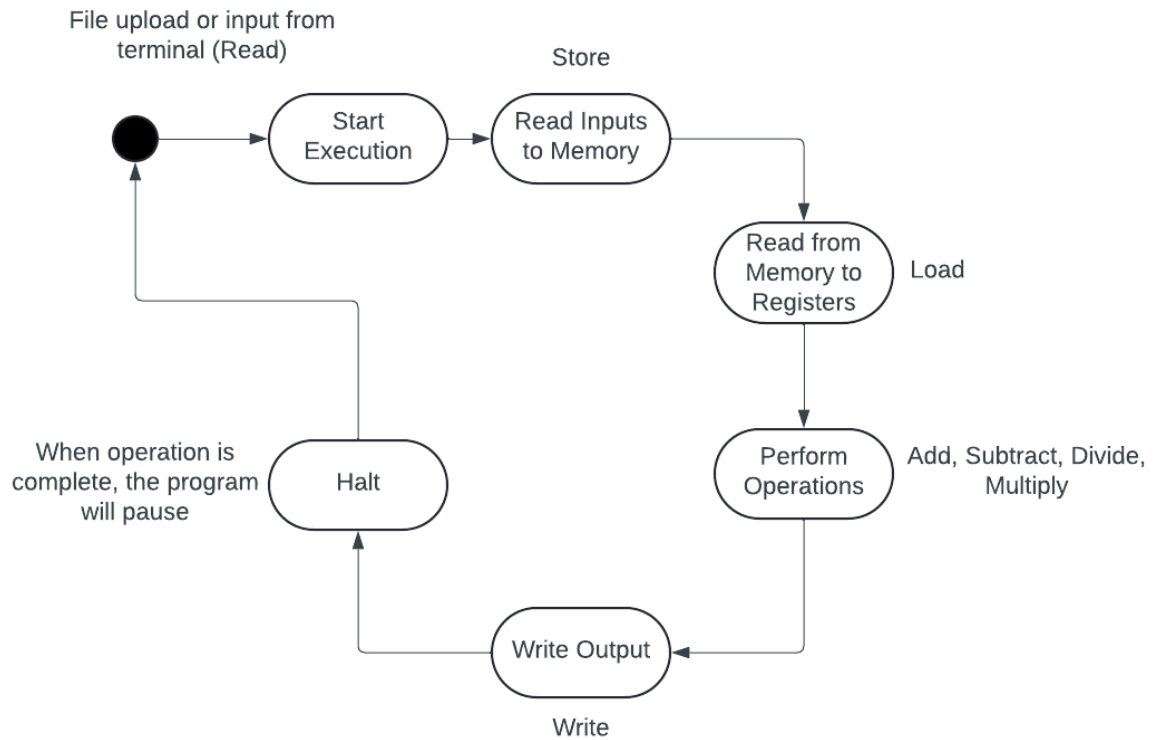 File upload or input from
terminal (Read)
Store
Start
Execution
Read Inputs
to Memory
Read from
Memory to
Registers
Load
Perform
Operations
Add, Subtract, Divide,
Multiply
When operation is
complete, the program
will pause
Halt
Write Output
Write